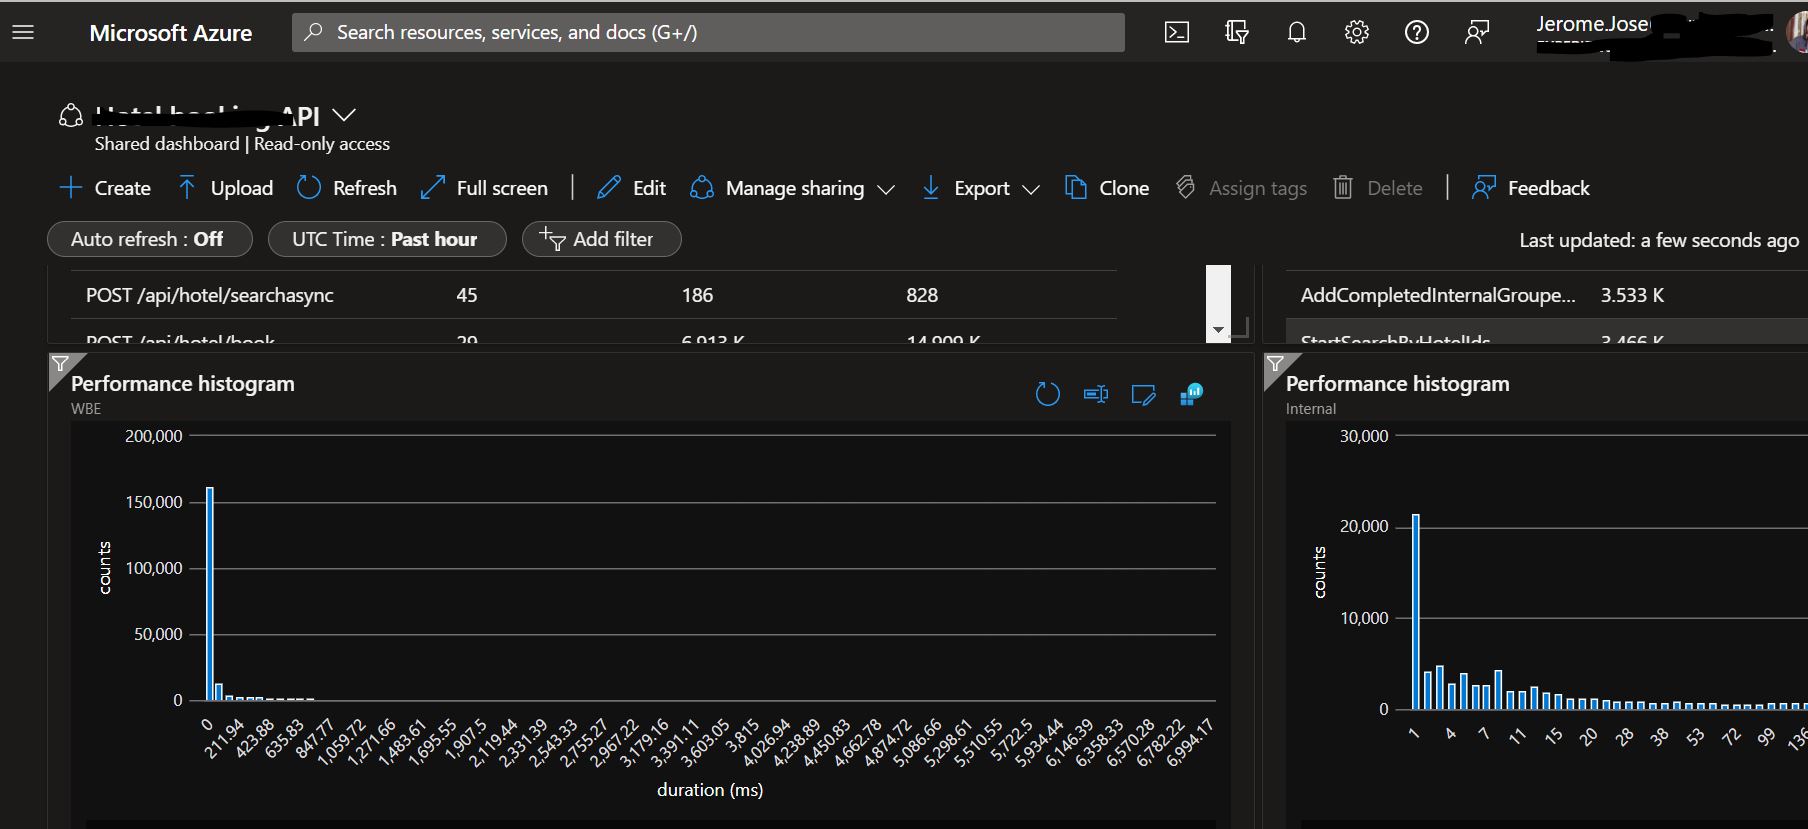 Microsoft Azure
Search resources, services, and docs (G+/)
Jerome.Jose
API
Shared dashboard | Read-only access
Create Upload Refresh Full screen | Edit Manage sharing Export Clone Assign tags Delete | Feedback
Auto refresh : Off UTC Time : Past hour Add filter Last updated: a few seconds ago
POST /api/hotel/searchasync 45 186 828
POST /api/hotel/book 29 6.913 K 14.909 K
AddCompletedInternalGroupe... 3.533 K
StartSearchByHotelIds 3.466 K
Performance histogram
WBE
200,000
150,000
100,000
50,000
0
counts
0 211.94 423.88 635.83 847.77 1,059.72 1,271.66 1,483.61 1,695.55 1,907.5 2,119.44 2,331.39 2,543.33 2,755.27 2,967.22 3,179.16 3,391.11 3,603.05 3,815 4,026.94 4,238.89 4,450.83 4,662.78 4,874.72 5,086.66 5,298.61 5,510.55 5,722.5 5,934.44 6,146.39 6,358.33 6,570.28 6,782.22 6,994.17
duration (ms)
Performance histogram
Internal
30,000
20,000
10,000
0
counts
1 4 7 11 15 20 28 38 53 72 99 136